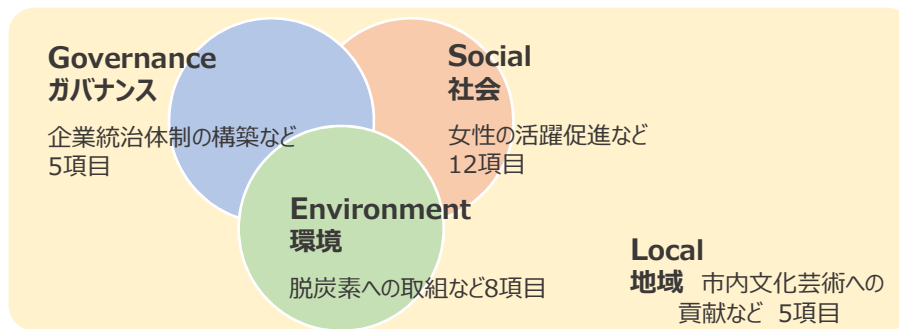 Governance
ガバナンス
企業統治体制の構築など
5項目
Social
社会
女性の活躍促進など
12項目
Environment
環境
脱炭素への取組など8項目
Local
地域 市内文化芸術への
貢献など 5項目